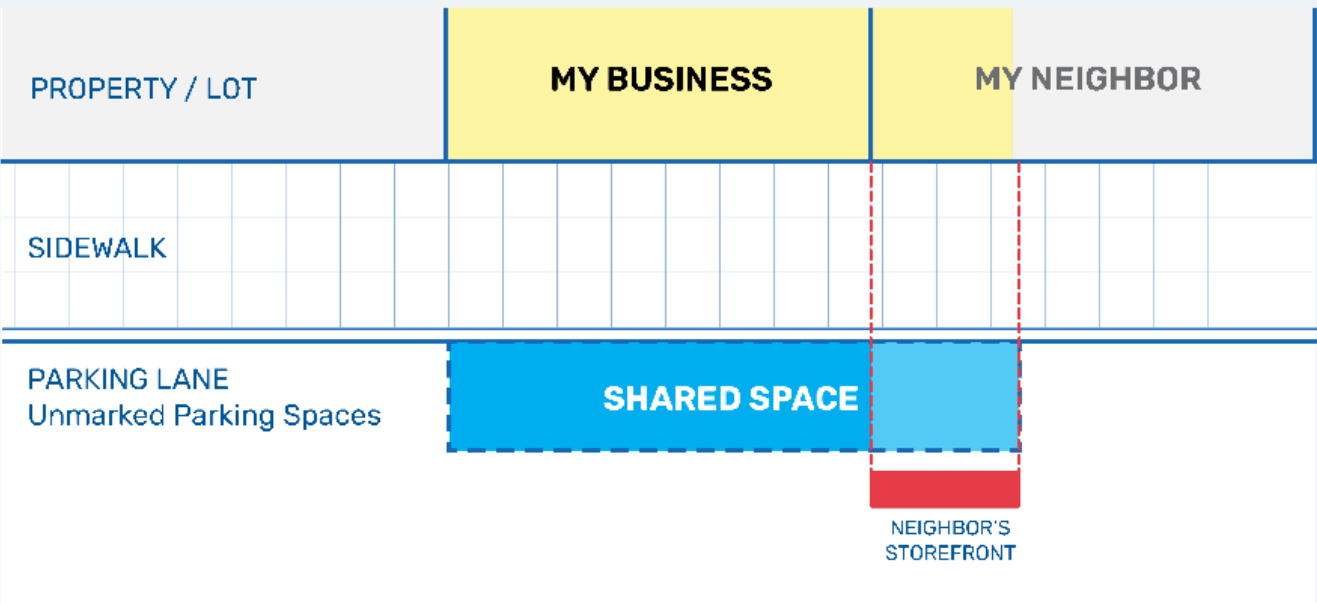 PROPERTY / LOT
MY BUSINESS
MY NEIGHBOR
SIDEWALK
PARKING LANE
Unmarked Parking Spaces
SHARED SPACE
NEIGHBOR'S
STOREFRONT